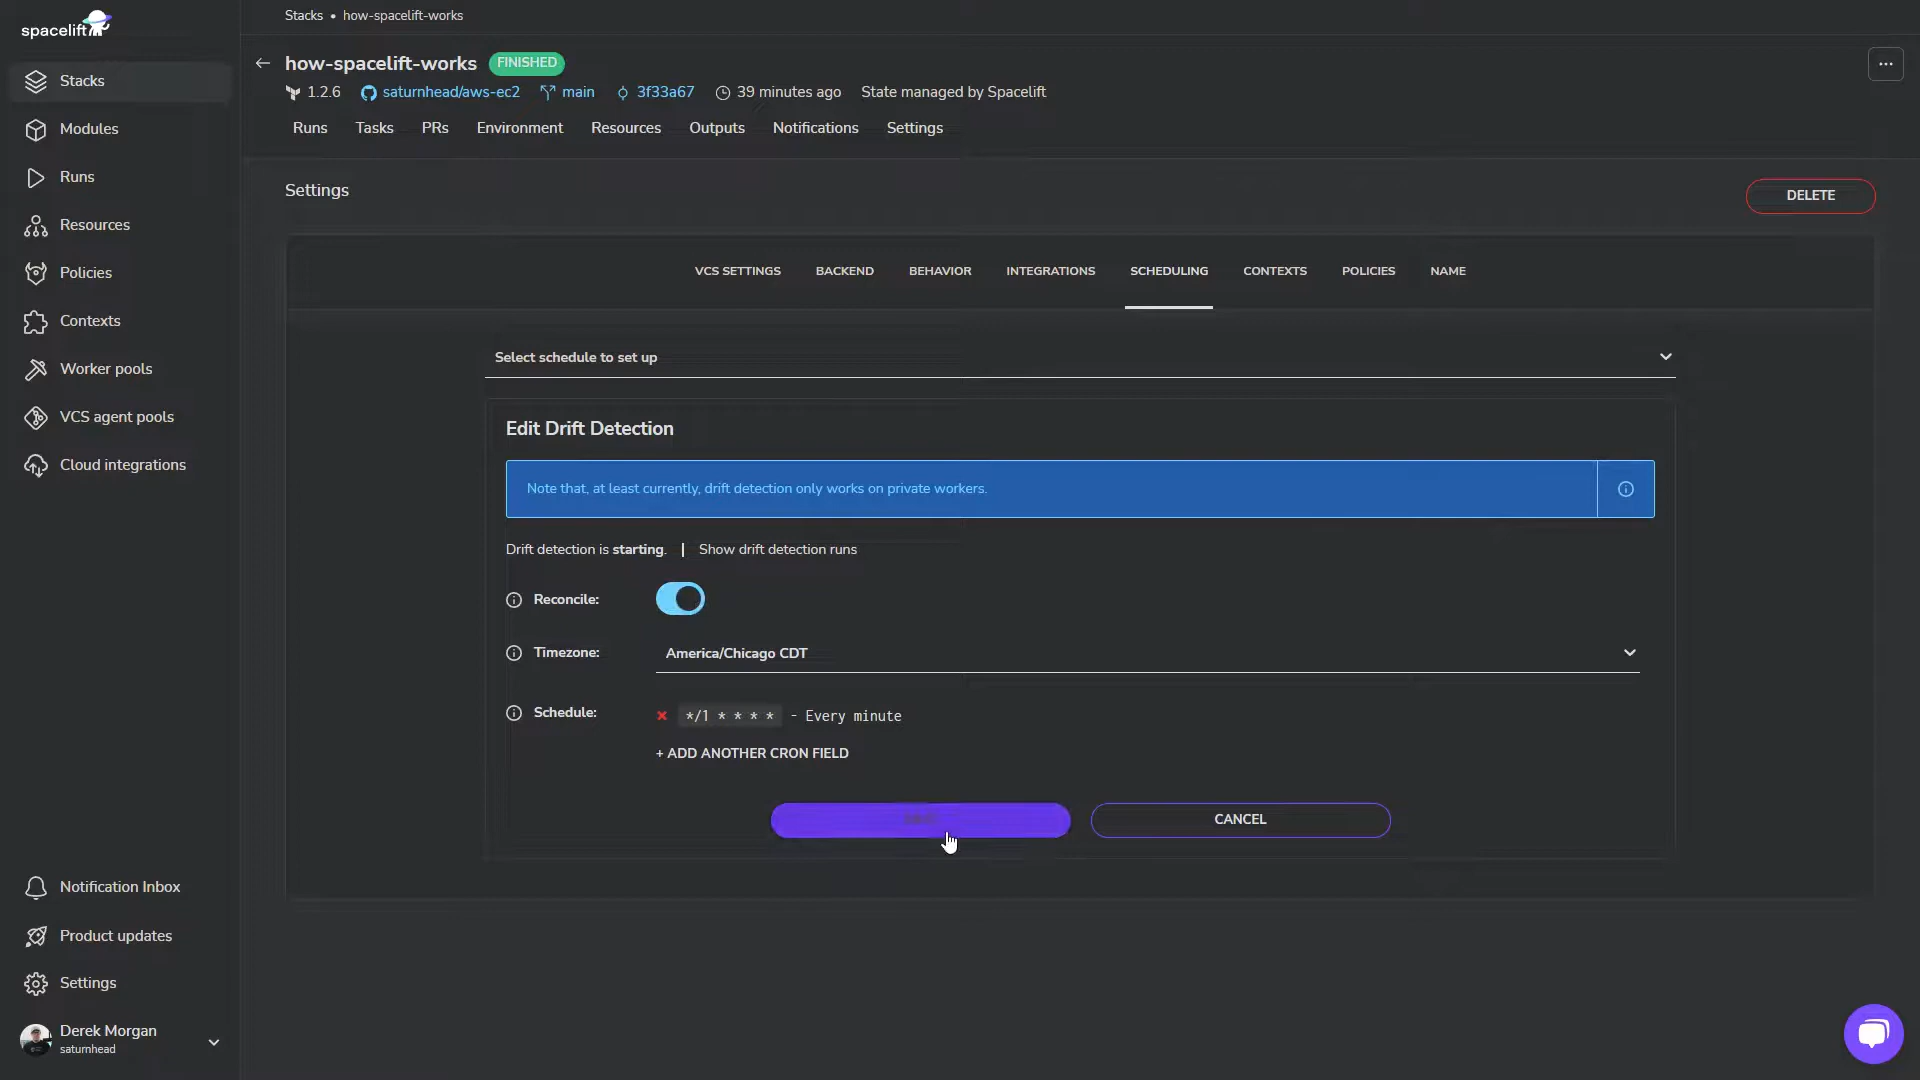 spacelift
Stacks
Modules
Runs
Resources
Policies
Contexts
Worker pools
VCS agent pools
Cloud integrations
Notification Inbox
Product updates
Settings
Derek Morgan
saturnhead
Stacks • how-spacelift-works
how-spacelift-works FINISHED
1.2.6 saturnhead/aws-ec2 main 3f33a67 39 minutes ago State managed by Spacelift
Runs Tasks PRs Environment Resources Outputs Notifications Settings
Settings
DELETE
VCS SETTINGS BACKEND BEHAVIOR INTEGRATIONS SCHEDULING CONTEXTS POLICIES NAME
Select schedule to set up
Edit Drift Detection
Note that, at least currently, drift detection only works on private workers.
Drift detection is starting. | Show drift detection runs
Reconcile:
Timezone: America/Chicago CDT
Schedule: */1 * * * * - Every minute
+ ADD ANOTHER CRON FIELD
CANCEL